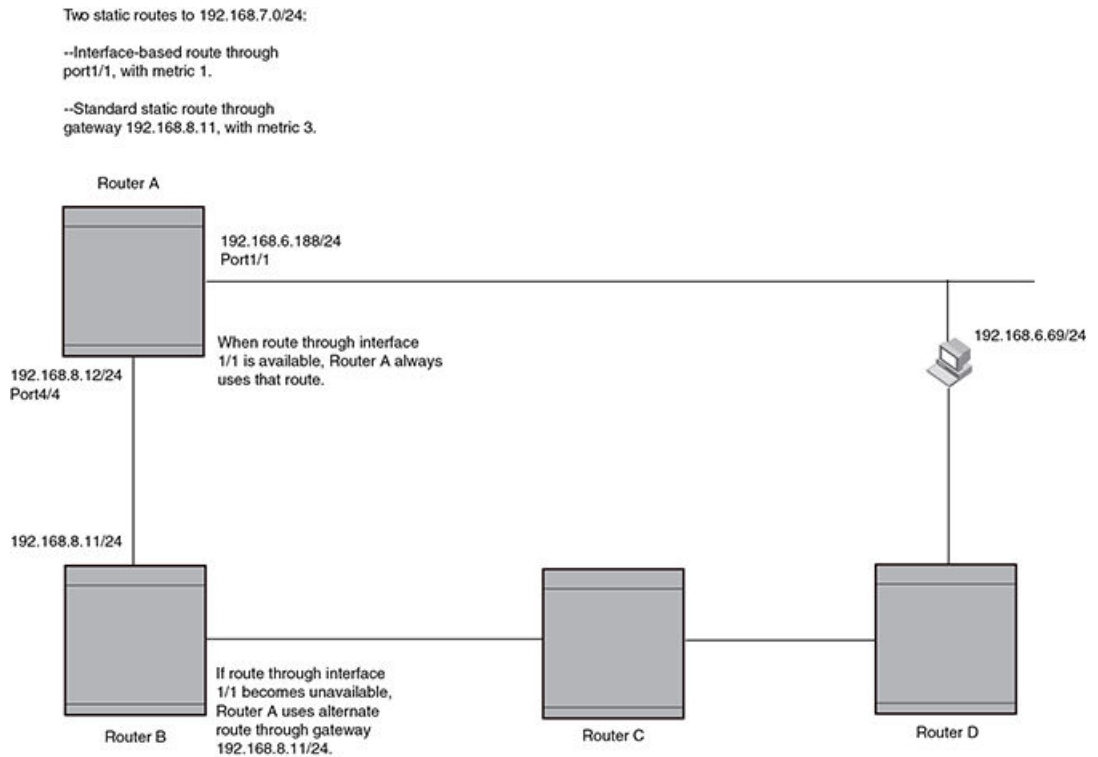 Two static routes to 192.168.7.0/24:
--Interface-based route through
port1/1, with metric 1.
--Standard static route through
gateway 192.168.8.11, with metric 3.
Router A
192.168.6.188/24
Port1/1
192.168.6.69/24
When route through interface
1/1 is available, Router A always
uses that route.
192.168.8.12/24
Port4/4
192.168.8.11/24
If route through interface
1/1 becomes unavailable,
Router A uses alternate
route through gateway
192.168.8.11/24.
Router B
Router C
Router D